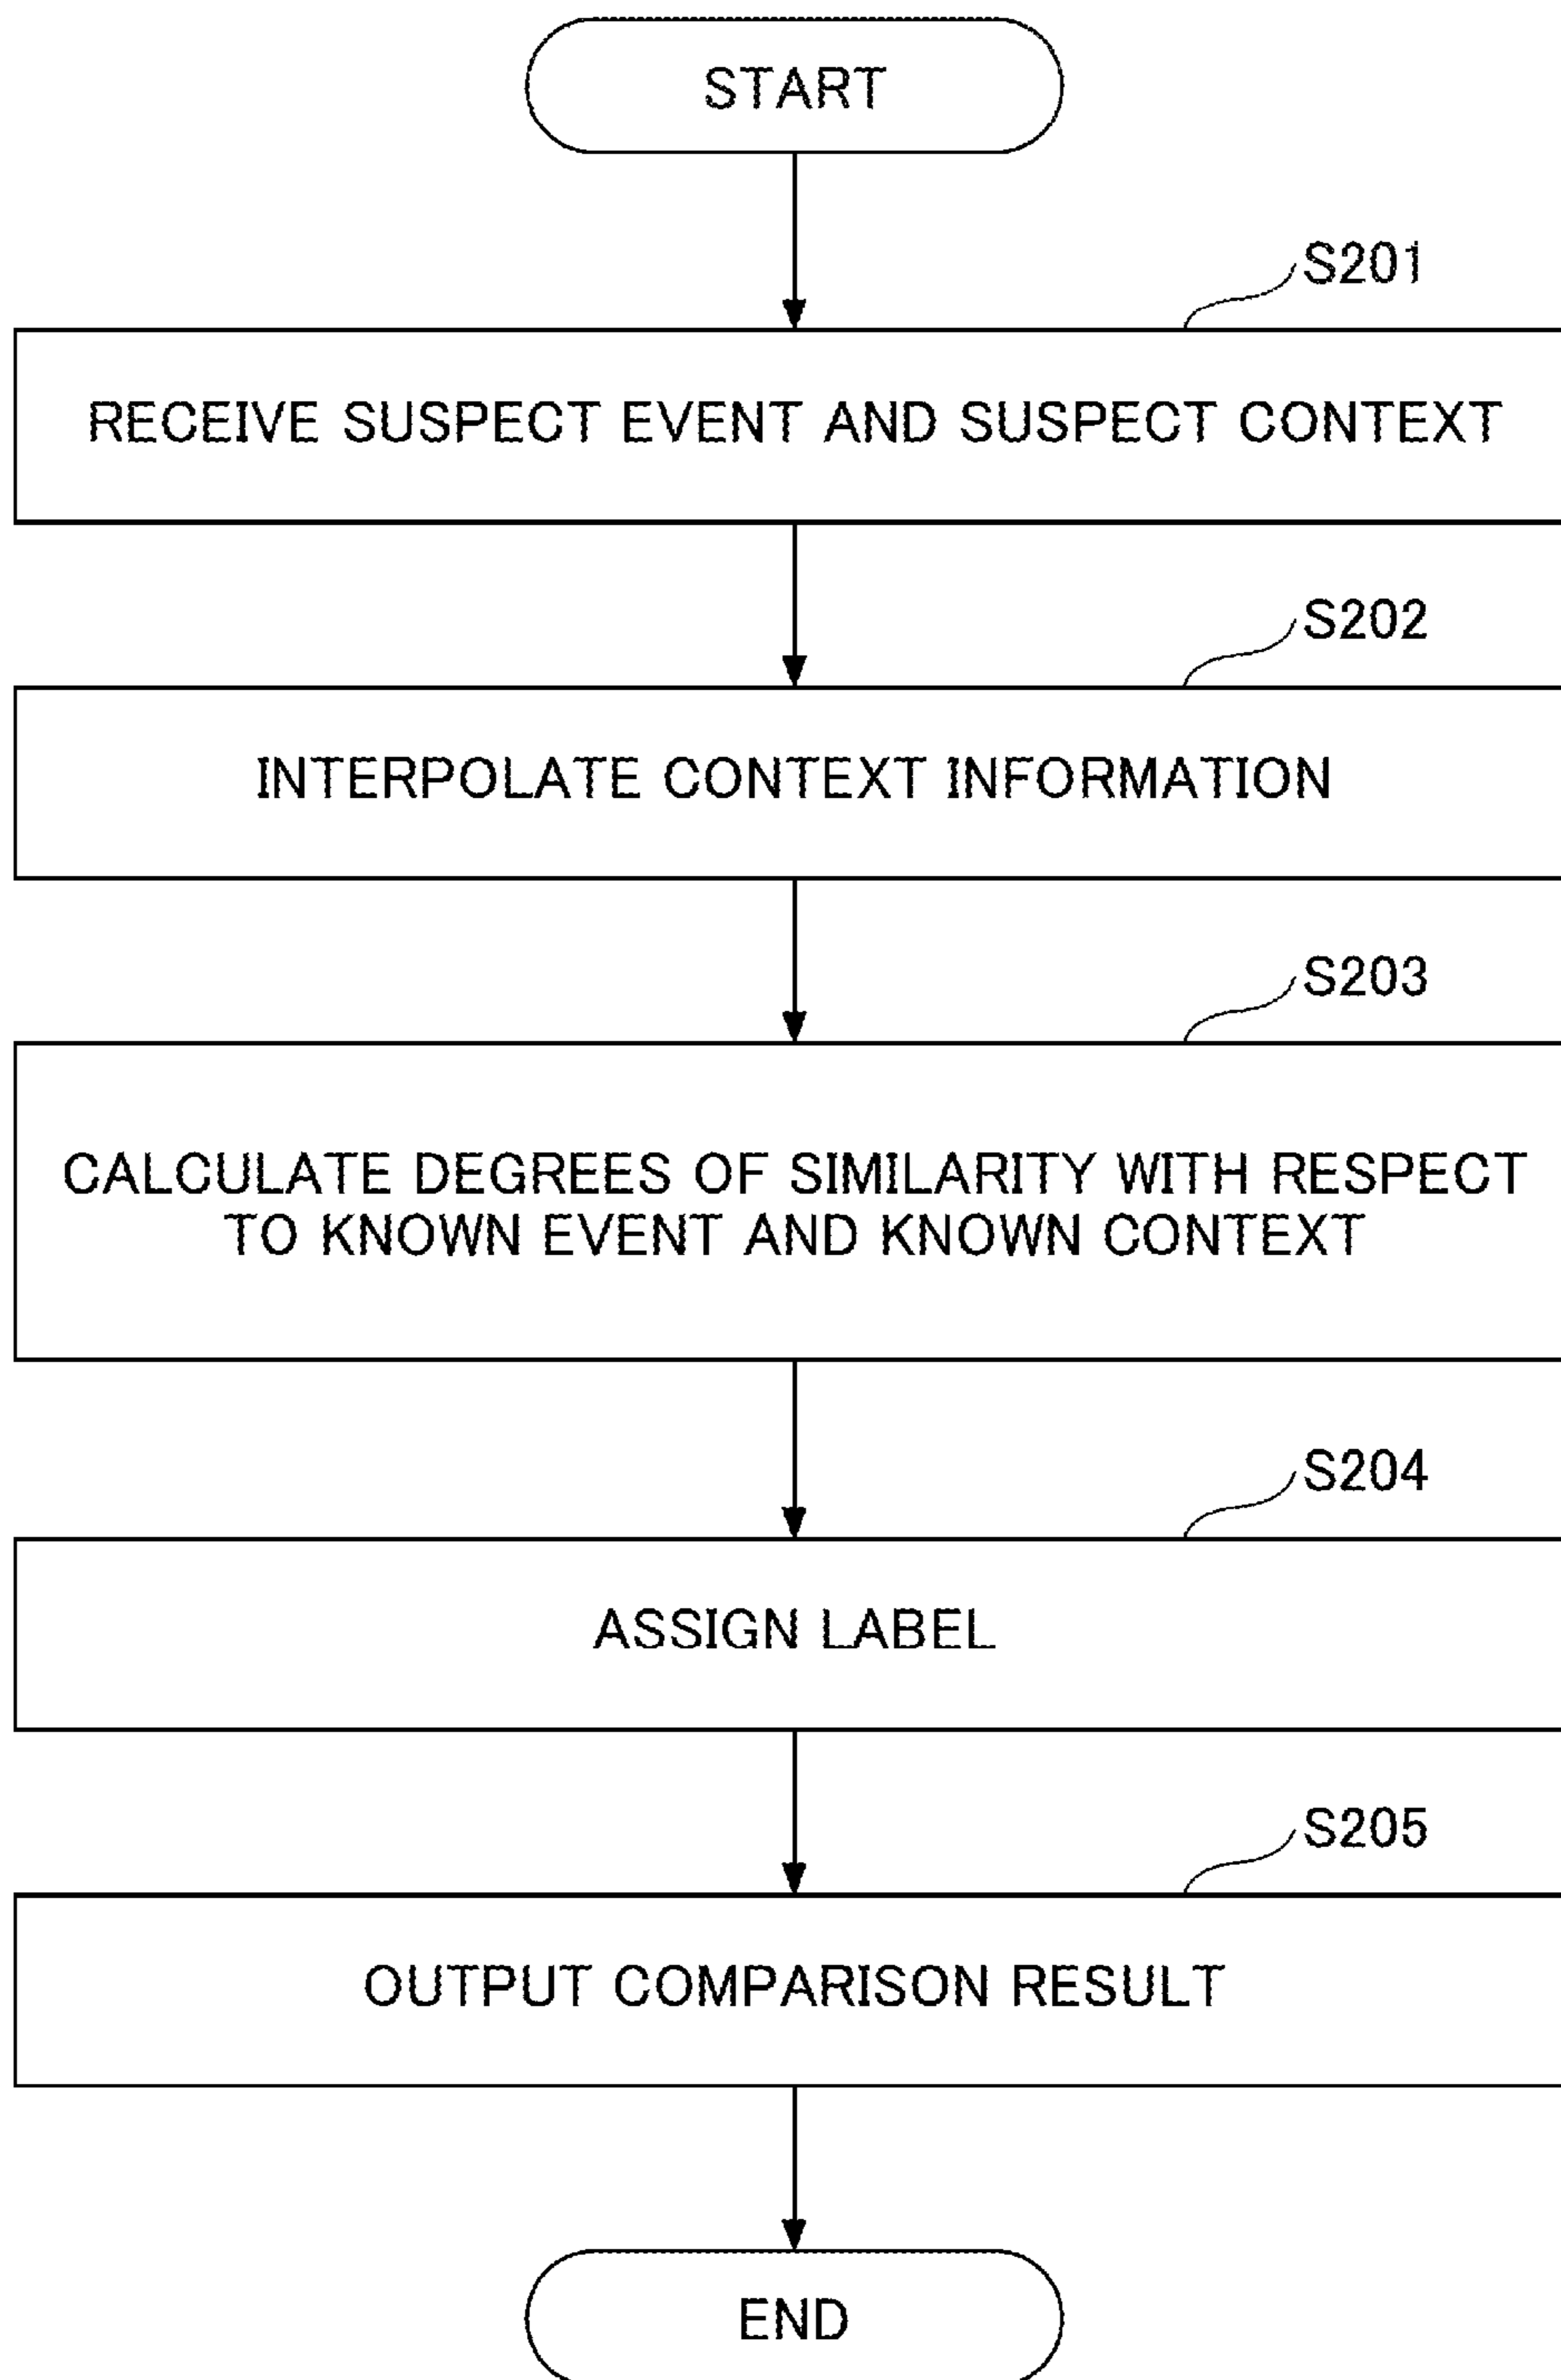 START
S201
RECEIVE SUSPECT EVENT AND SUSPECT CONTEXT
S202
INTERPOLATE CONTEXT INFORMATION
S203
CALCULATE DEGREES OF SIMILARITY WITH RESPECT
TO KNOWN EVENT AND KNOWN CONTEXT
S204
ASSIGN LABEL
S205
OUTPUT COMPARISON RESULT
END